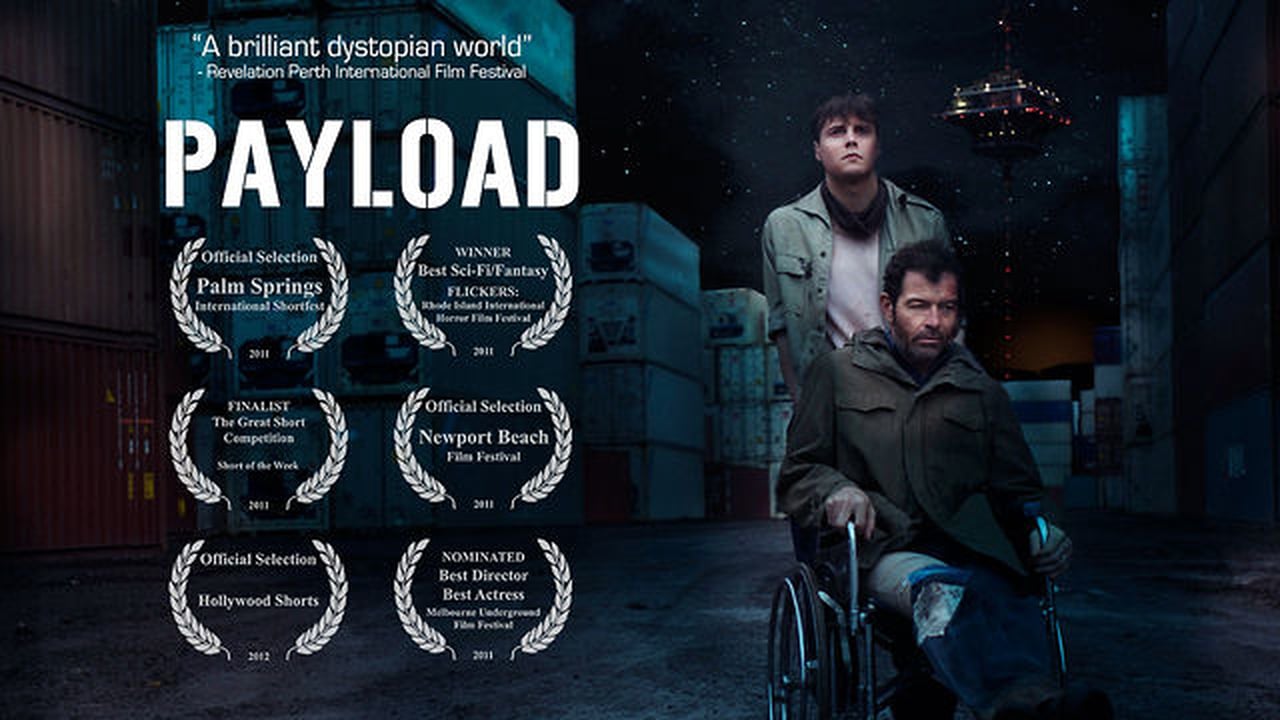 “A brilliant dystopian world”
- Revelation Perth International Film Festival
PAYLOAD
Official Selection
Palm Springs
International Shortfest
2011
WINNER
Best Sci-Fi/Fantasy
FLICKERS:
Rhode Island International
Horror Film Festival
2011
FINALIST
The Great Short
Competition
Short of the Week
2011
Official Selection
Newport Beach
Film Festival
2011
Official Selection
Hollywood Shorts
2012
NOMINATED
Best Director
Best Actress
Melbourne Underground
Film Festival
2011